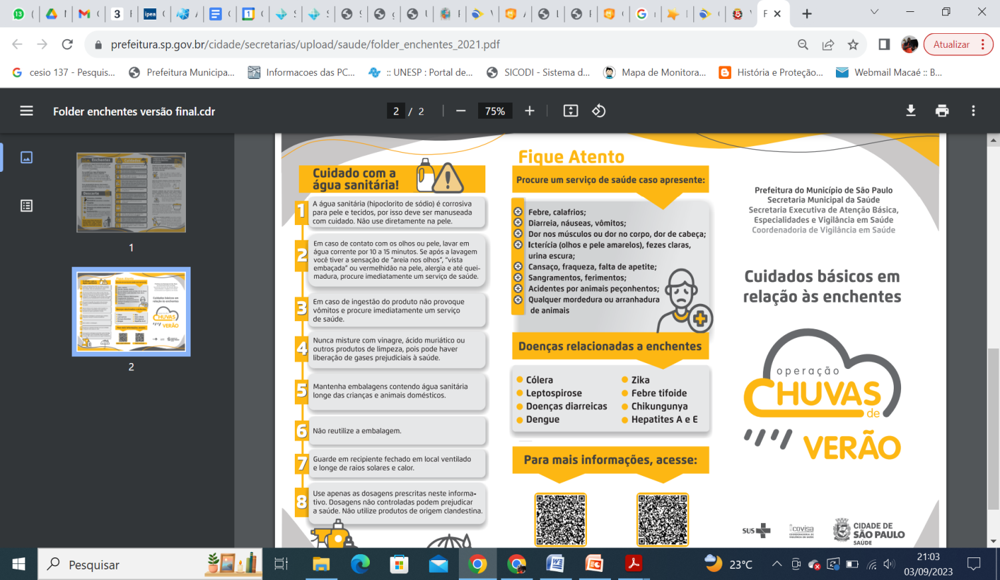 13
3
ipea
1
prefeitura.sp.gov.br/cidade/secretarias/upload/saude/folder_enchentes_2021.pdf
Atualizar
cesio 137 - Pesquis...
Prefeitura Municipa...
Informacoes das PC...
:: UNESP : Portal de...
SICODI - Sistema d...
Mapa de Monitora...
História e Proteção...
Webmail Macaé :: B...
Folder enchentes versão final.cdr
2 / 2
75%
1
2
Cuidado com a
água sanitária!
1
A água sanitária (hipoclorito de sódio) é corrosiva
para pele e tecidos, por isso deve ser manuseada
com cuidado. Não use diretamente na pele.
2
Em caso de contato com os olhos ou pele, lavar em
água corrente por 10 a 15 minutos. Se após a lavagem
você tiver a sensação de “areia nos olhos”, “vista
embaçada” ou vermelhidão na pele, alergia e até quei-
madura, procure imediatamente um serviço de saúde.
3
Em caso de ingestão do produto não provoque
vômitos e procure imediatamente um serviço
de saúde.
4
Nunca misture com vinagre, ácido muriático ou
outros produtos de limpeza, pois pode haver
liberação de gases prejudiciais à saúde.
5
Mantenha embalagens contendo água sanitária
longe das crianças e animais domésticos.
6
Não reutilize a embalagem.
7
Guarde em recipiente fechado em local ventilado
e longe de raios solares e calor.
8
Use apenas as dosagens prescritas neste informa-
tivo. Dosagens não controladas podem prejudicar
a saúde. Não utilize produtos de origem clandestina.
Fique Atento
Procure um serviço de saúde caso apresente:
Febre, calafrios;
Diarreia, náuseas, vômitos;
Dor nos músculos ou dor no corpo, dor de cabeça;
Icterícia (olhos e pele amarelos), fezes claras,
urina escura;
Cansaço, fraqueza, falta de apetite;
Sangramentos, ferimentos;
Acidentes por animais peçonhentos;
Qualquer mordedura ou arranhadura
de animais
Doenças relacionadas a enchentes
Cólera
Leptospirose
Doenças diarreicas
Dengue
Zika
Febre tifoide
Chikungunya
Hepatites A e E
Para mais informações, acesse:
Prefeitura do Município de São Paulo
Secretaria Municipal da Saúde
Secretaria Executiva de Atenção Básica,
Especialidades e Vigilância em Saúde
Coordenadoria de Vigilância em Saúde
Cuidados básicos em
relação às enchentes
operação
CHUVAS
de
VERÃO
SUS
covisa
CIDADE DE
SÃO PAULO
SAÚDE
Pesquisar
23°C
21:03
03/09/2023